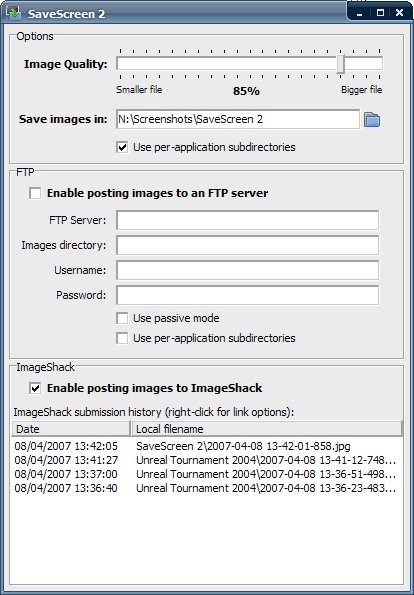 SaveScreen 2
Options
Image Quality:
Smaller file 85% Bigger file
Save images in: N:\Screenshots\SaveScreen 2
Use per-application subdirectories
FTP
Enable posting images to an FTP server
FTP Server:
Images directory:
Username:
Password:
Use passive mode
Use per-application subdirectories
ImageShack
Enable posting images to ImageShack
ImageShack submission history (right-click for link options):
Date Local filename
08/04/2007 13:42:05 SaveScreen 2\2007-04-08 13-42-01-858.jpg
08/04/2007 13:41:27 Unreal Tournament 2004\2007-04-08 13-41-12-748...
08/04/2007 13:37:00 Unreal Tournament 2004\2007-04-08 13-36-51-498...
08/04/2007 13:36:40 Unreal Tournament 2004\2007-04-08 13-36-23-483...